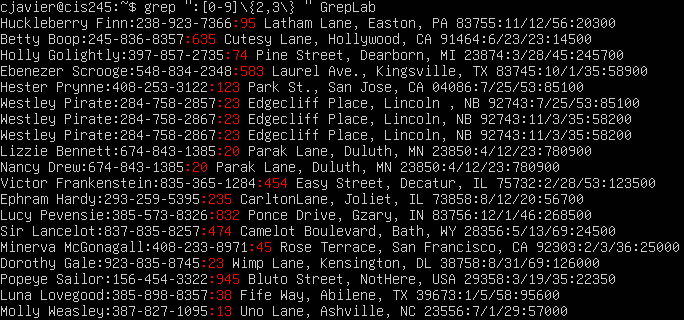 cjavier@cis245:~$ grep ":[0-9]\{2,3\} " GrepLab
Huckleberry Finn:238-923-7366:95 Latham Lane, Easton, PA 83755:11/12/56:20300
Betty Boop:245-836-8357:635 Cutesy Lane, Hollywood, CA 91464:6/23/23:14500
Holly Golightly:397-857-2735:74 Pine Street, Dearborn, MI 23874:3/28/45:245700
Ebenezer Scrooge:548-834-2348:583 Laurel Ave., Kingsville, TX 83745:10/1/35:58900
Hester Prynne:408-253-3122:123 Park St., San Jose, CA 04086:7/25/53:85100
Westley Pirate:284-758-2857:23 Edgecliff Place, Lincoln , NB 92743:7/25/53:85100
Westley Pirate:284-758-2867:23 Edgecliff Place, Lincoln, NB 92743:11/3/35:58200
Westley Pirate:284-758-2867:23 Edgecliff Place, Lincoln, NB 92743:11/3/35:58200
Lizzie Bennett:674-843-1385:20 Parak Lane, Duluth, MN 23850:4/12/23:780900
Nancy Drew:674-843-1385:20 Parak Lane, Duluth, MN 23850:4/12/23:780900
Victor Frankenstein:835-365-1284:454 Easy Street, Decatur, IL 75732:2/28/53:123500
Ephram Hardy:293-259-5395:235 CarltonLane, Joliet, IL 73858:8/12/20:56700
Lucy Pevensie:385-573-8326:832 Ponce Drive, Gzary, IN 83756:12/1/46:268500
Sir Lancelot:837-835-8257:474 Camelot Boulevard, Bath, WY 28356:5/13/69:24500
Minerva McGonagall:408-233-8971:45 Rose Terrace, San Francisco, CA 92303:2/3/36:25000
Dorothy Gale:923-835-8745:23 Wimp Lane, Kensington, DL 38758:8/31/69:126000
Popeye Sailor:156-454-3322:945 Bluto Street, NotHere, USA 29358:3/19/35:22350
Luna Lovegood:385-898-8357:38 Fife Way, Abilene, TX 39673:1/5/58:95600
Molly Weasley:387-827-1095:13 Uno Lane, Ashville, NC 23556:7/1/29:57000